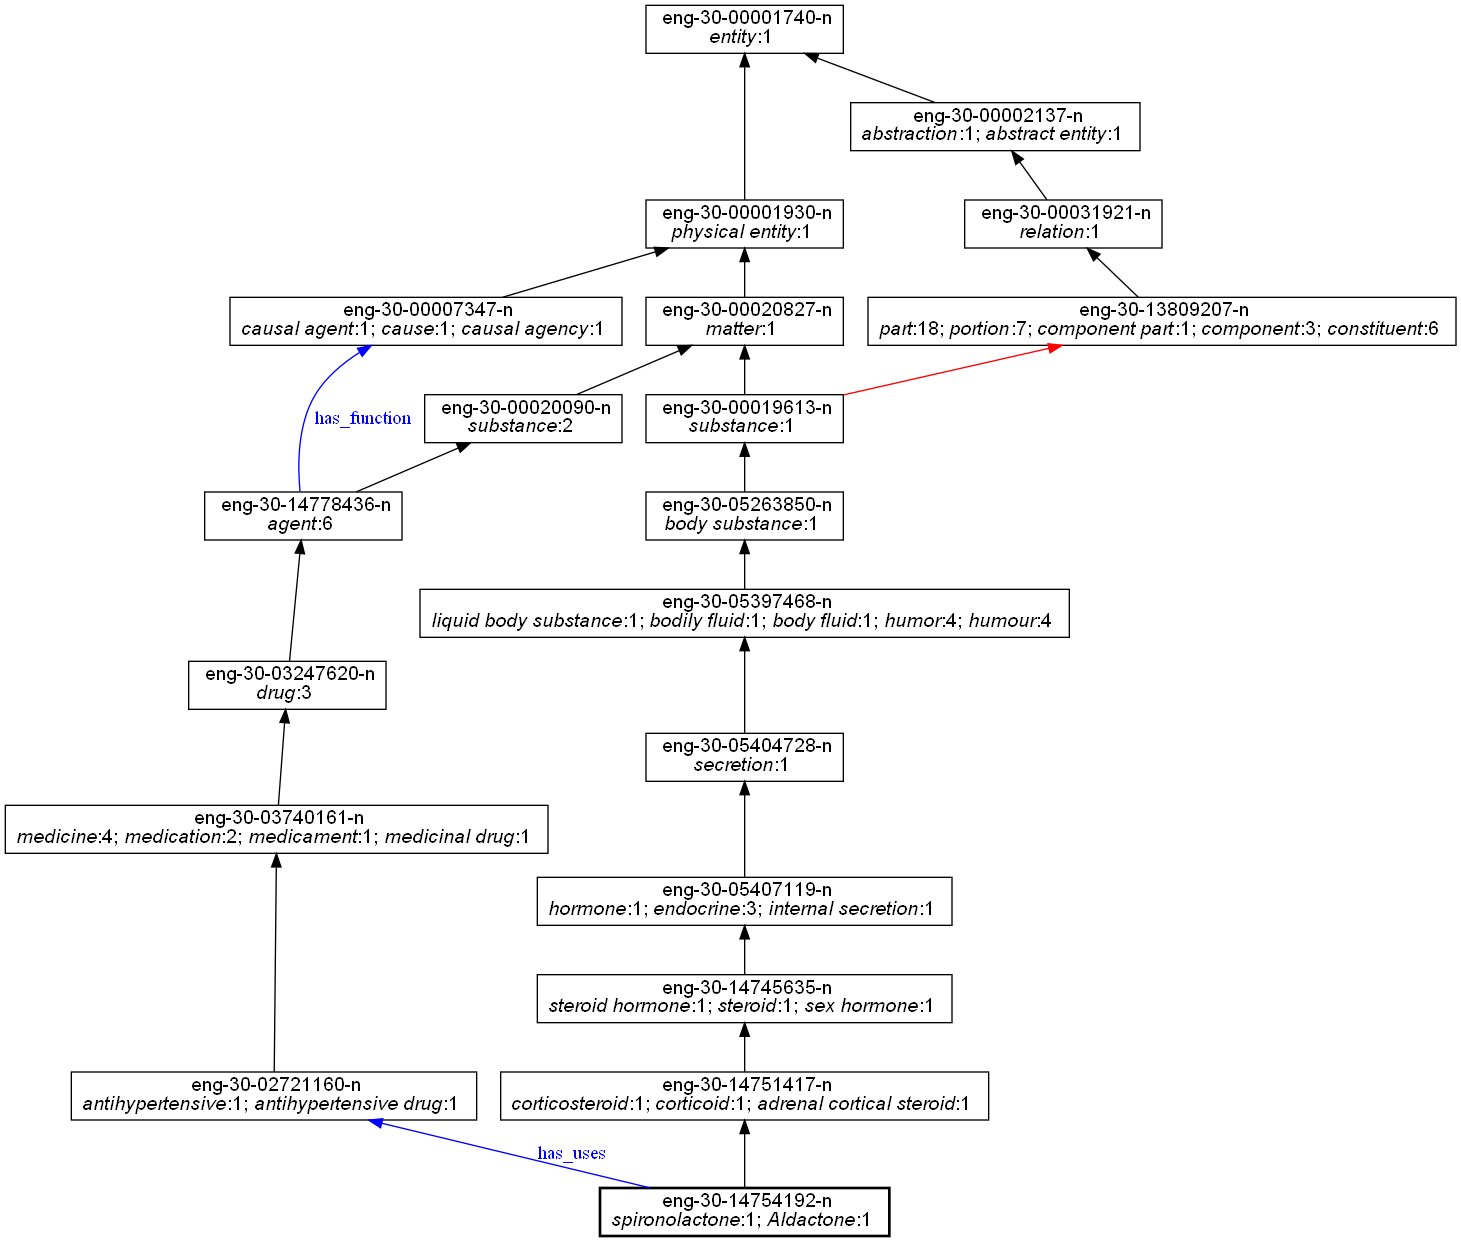 eng-30-00001740-n
entity:1
eng-30-00002137-n
abstraction:1; abstract entity:1
eng-30-00001930-n
physical entity:1
eng-30-00031921-n
relation:1
eng-30-00007347-n
causal agent:1; cause:1; causal agency:1
eng-30-00020827-n
matter:1
eng-30-13809207-n
part:18; portion:7; component part:1; component:3; constituent:6
has_function
eng-30-00020090-n
substance:2
eng-30-00019613-n
substance:1
eng-30-14778436-n
agent:6
eng-30-05263850-n
body substance:1
eng-30-05397468-n
liquid body substance:1; bodily fluid:1; body fluid:1; humor:4; humour:4
eng-30-03247620-n
drug:3
eng-30-05404728-n
secretion:1
eng-30-03740161-n
medicine:4; medication:2; medicament:1; medicinal drug:1
eng-30-05407119-n
hormone:1; endocrine:3; internal secretion:1
eng-30-14745635-n
steroid hormone:1; steroid:1; sex hormone:1
eng-30-02721160-n
antihypertensive:1; antihypertensive drug:1
eng-30-14751417-n
corticosteroid:1; corticoid:1; adrenal cortical steroid:1
has_uses
eng-30-14754192-n
spironolactone:1; Aldactone:1